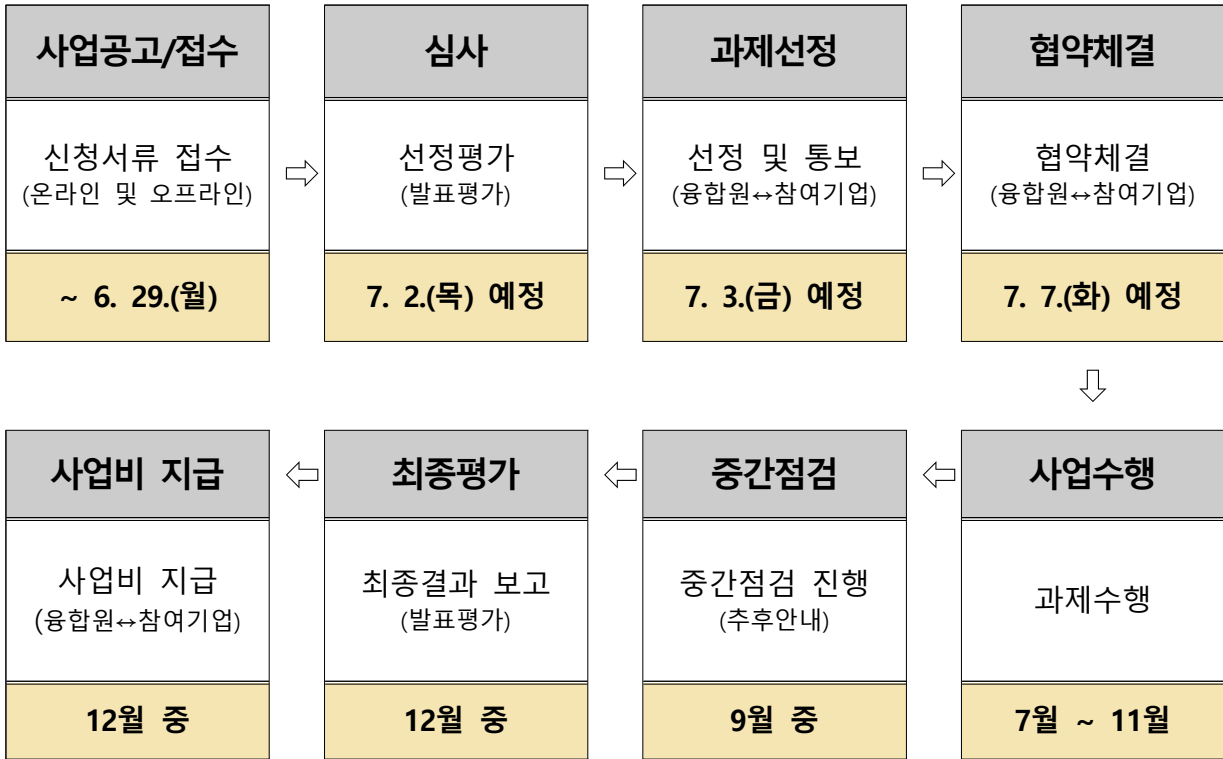 사업공고/접수
신청서류 접수
(온라인 및 오프라인)
~ 6. 29.(월)
심사
선정평가
(발표평가)
7. 2.(목) 예정
과제선정
선정 및 통보
(융합원↔참여기업)
7. 3.(금) 예정
협약체결
협약체결
(융합원↔참여기업)
7. 7.(화) 예정
사업수행
과제수행
7월 ~ 11월
중간점검
중간점검 진행
(추후안내)
9월 중
최종평가
최종결과 보고
(발표평가)
12월 중
사업비 지급
사업비 지급
(융합원↔참여기업)
12월 중